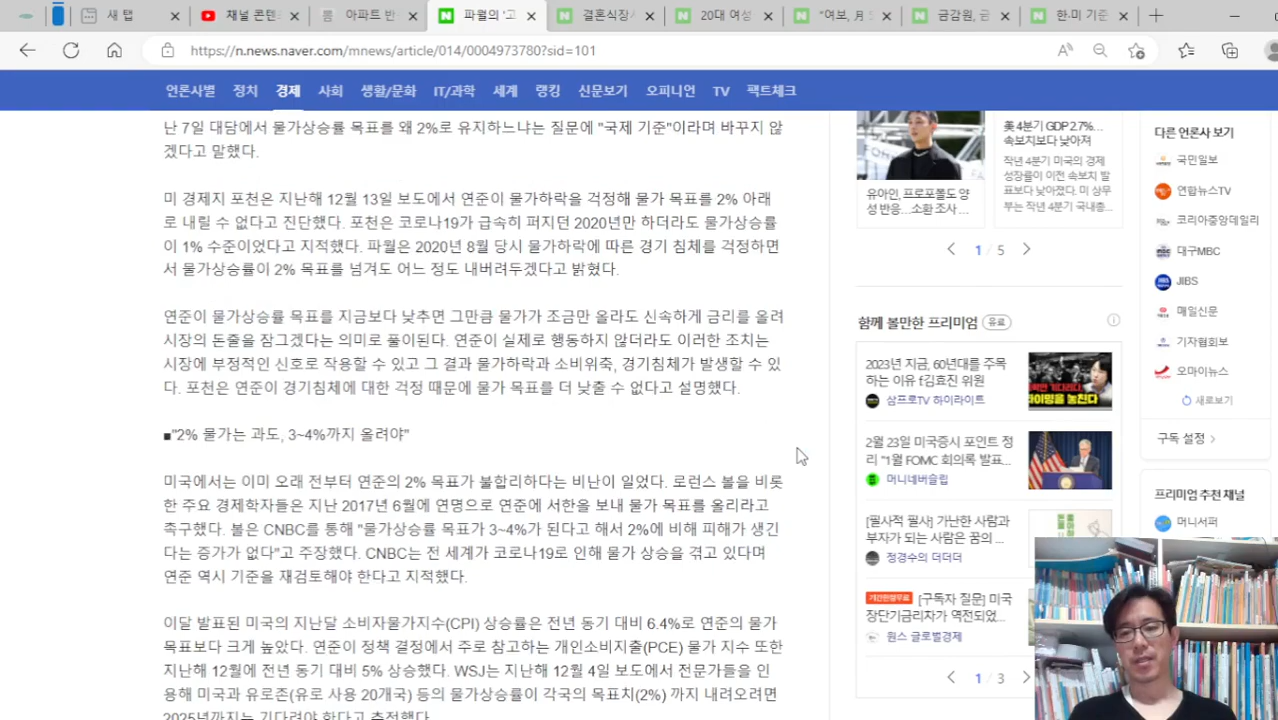 새 탭
채널 콘텐
아파트 반
파월의 '고
결혼식장
20대 여성
"여보, 月
금감원, 금
한·미 기준
https://n.news.naver.com/mnews/article/014/0004973780?sid=101
언론사별 정치 경제 사회 생활/문화 IT/과학 세계 랭킹 신문보기 오피니언 TV 팩트체크
난 7일 대담에서 물가상승률 목표를 왜 2%로 유지하느냐는 질문에 "국제 기준"이라며 바꾸지 않
겠다고 말했다.
미 경제지 포천은 지난해 12월 13일 보도에서 연준이 물가하락을 걱정해 물가 목표를 2% 아래
로 내릴 수 없다고 진단했다. 포천은 코로나19가 급속히 퍼지던 2020년만 하더라도 물가상승률
이 1% 수준이었다고 지적했다. 파월은 2020년 8월 당시 물가하락에 따른 경기 침체를 걱정하면
서 물가상승률이 2% 목표를 넘겨도 어느 정도 내버려두겠다고 밝혔다.
연준이 물가상승률 목표를 지금보다 낮추면 그만큼 물가가 조금만 올라도 신속하게 금리를 올려
시장의 돈줄을 잠그겠다는 의미로 풀이된다. 연준이 실제로 행동하지 않더라도 이러한 조치는
시장에 부정적인 신호로 작용할 수 있고 그 결과 물가하락과 소비위축, 경기침체가 발생할 수 있
다. 포천은 연준이 경기침체에 대한 걱정 때문에 물가 목표를 더 낮출 수 없다고 설명했다.
■"2% 물가는 과도, 3~4%까지 올려야"
미국에서는 이미 오래 전부터 연준의 2% 목표가 불합리하다는 비난이 일었다. 로런스 볼을 비롯
한 주요 경제학자들은 지난 2017년 6월에 연명으로 연준에 서한을 보내 물가 목표를 올리라고
촉구했다. 볼은 CNBC를 통해 "물가상승률 목표가 3~4%가 된다고 해서 2%에 비해 피해가 생긴
다는 증가가 없다"고 주장했다. CNBC는 전 세계가 코로나19로 인해 물가 상승을 겪고 있다며
연준 역시 기준을 재검토해야 한다고 지적했다.
이달 발표된 미국의 지난달 소비자물가지수(CPI) 상승률은 전년 동기 대비 6.4%로 연준의 물가
목표보다 크게 높았다. 연준이 정책 결정에서 주로 참고하는 개인소비지출(PCE) 물가 지수 또한
지난해 12월에 전년 동기 대비 5% 상승했다. WSJ는 지난해 12월 4일 보도에서 전문가들을 인
용해 미국과 유로존(유로 사용 20개국) 등의 물가상승률이 각국의 목표치(2%) 까지 내려오려면
2025년까지는 기다려야 한다고 추정했다.
유아인, 프로포폴도 양
성 반응...소환 조사 ...
美 4분기 GDP 2.7%...
속보치보다 낮아져
작년 4분기 미국의 경제
성장률이 이전 속보치 발
표보다 낮아졌다. 미 상무
부는 작년 4분기 국내총...
1 / 5
함께 볼만한 프리미엄 유료
2023년 지금, 60년대를 주목
하는 이유 f김효진 위원
삼프로TV 하이라이트
2월 23일 미국증시 포인트 정
리 "1월 FOMC 회의록 발표...
머니네버슬립
[필사적 필사] 가난한 사람과
부자가 되는 사람은 꿈의 ...
정경수의 더더더
기간한정무료 [구독자 질문] 미국
장단기금리차가 역전되었...
원스 글로벌경제
1 / 3
다른 언론사 보기
국민일보
연합뉴스TV
코리아중앙데일리
대구MBC
JIBS
매일신문
기자협회보
오마이뉴스
새로보기
구독 설정
프리미엄 추천 채널
머니서퍼